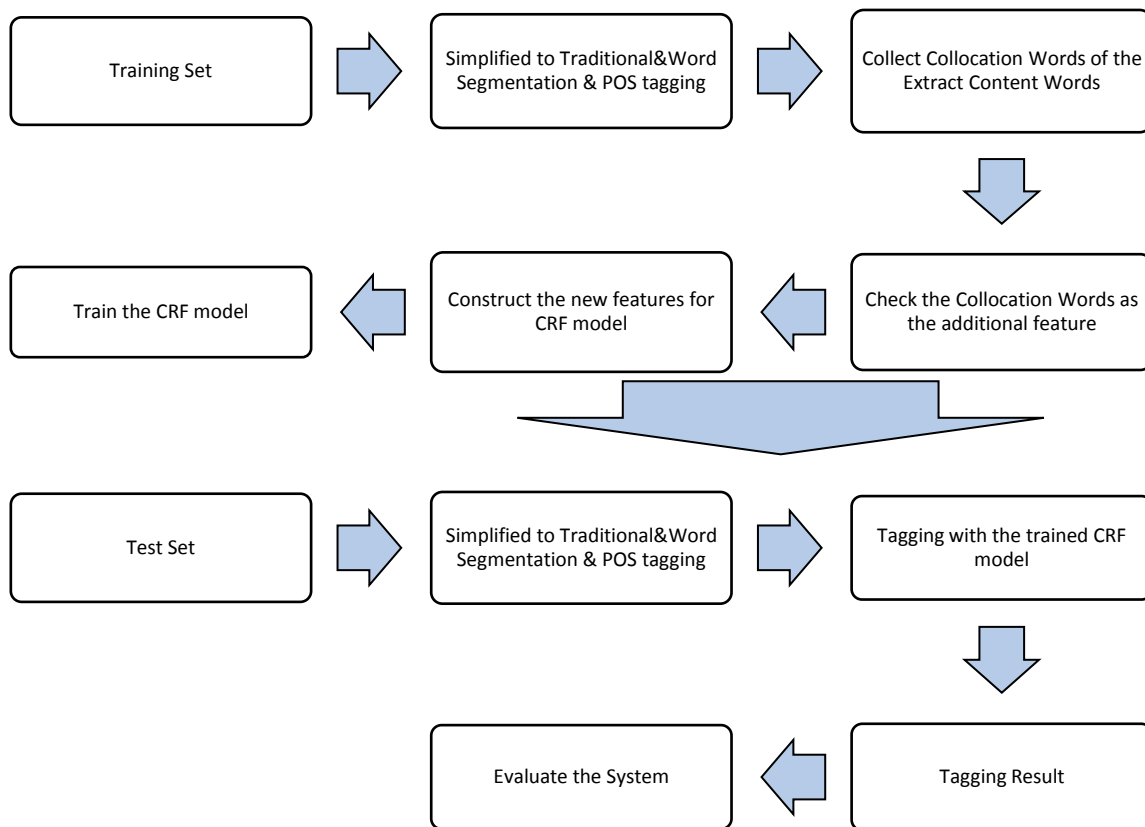 Training Set
Simplified to Traditional&Word
Segmentation & POS tagging
Collect Collocation Words of the
Extract Content Words
Train the CRF model
Construct the new features for
CRF model
Check the Collocation Words as
the additional feature
Test Set
Simplified to Traditional&Word
Segmentation & POS tagging
Tagging with the trained CRF
model
Evaluate the System
Tagging Result